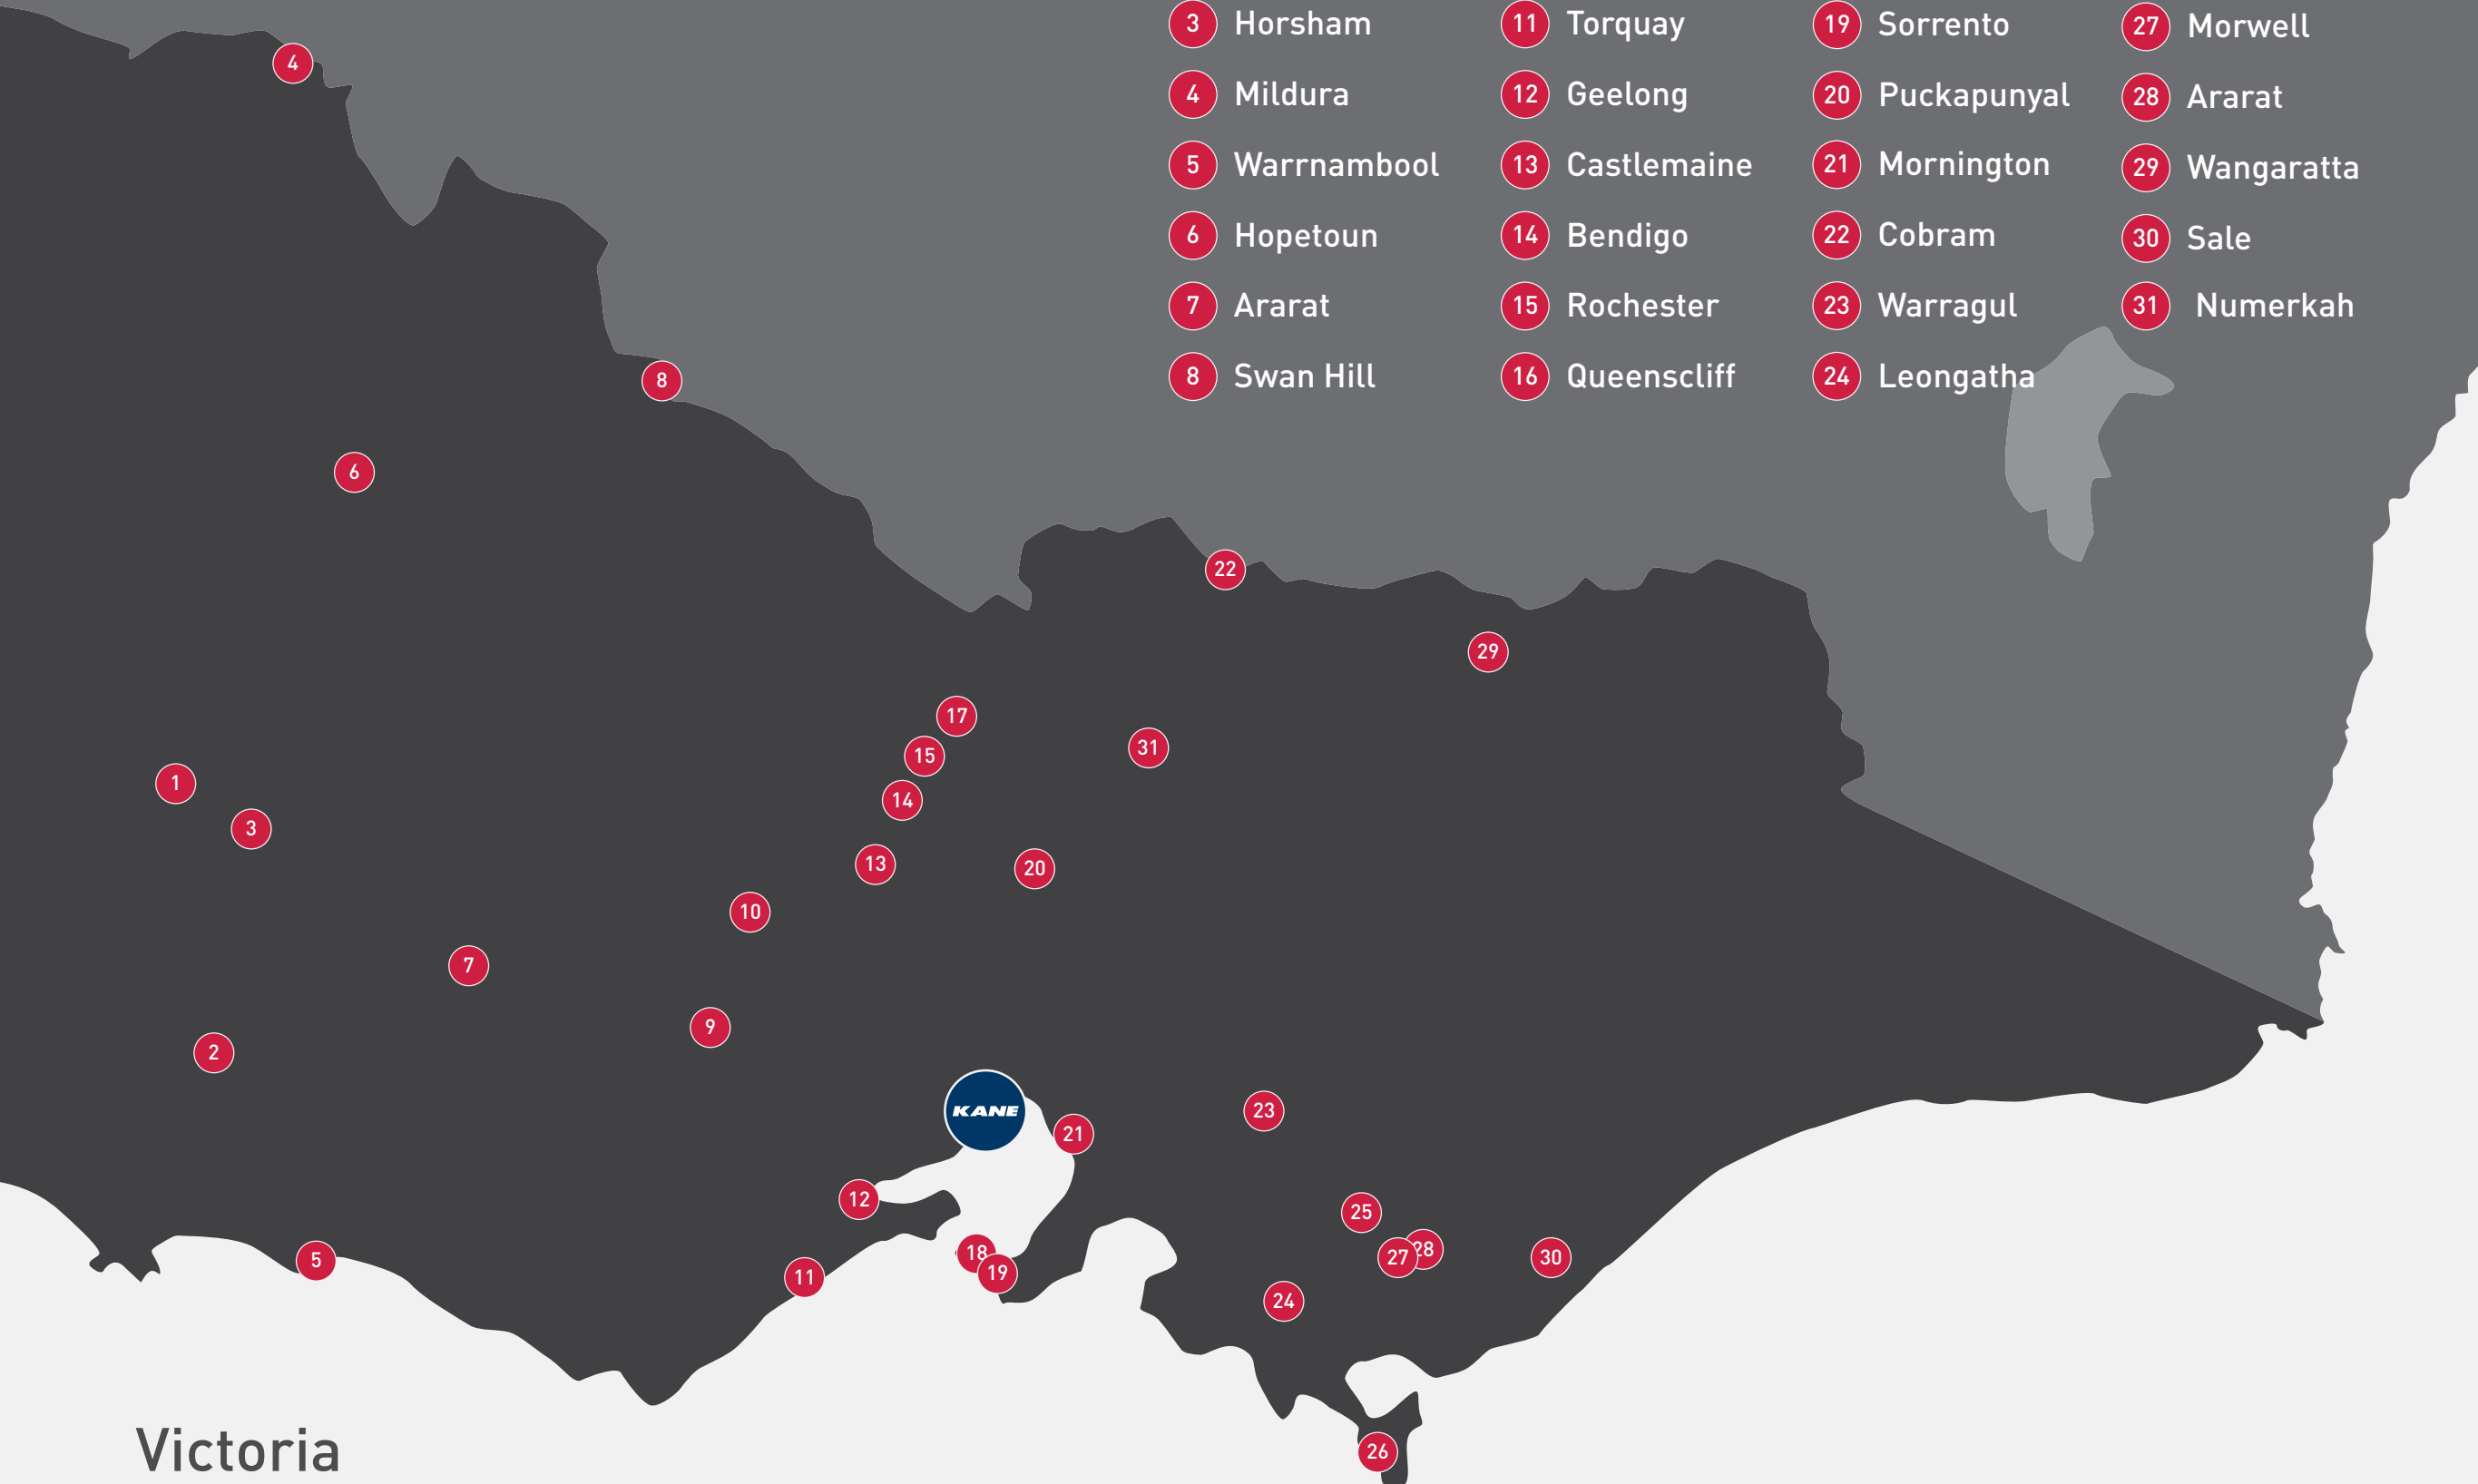 3 Horsham
4 Mildura
5 Warrnambool
6 Hopetoun
7 Ararat
8 Swan Hill
11 Torquay
12 Geelong
13 Castlemaine
14 Bendigo
15 Rochester
16 Queenscliff
19 Sorrento
20 Puckapunyal
21 Mornington
22 Cobram
23 Warragul
24 Leongatha
27 Morwell
28 Ararat
29 Wangaratta
30 Sale
31 Numerkah
4
8
6
22
29
17
31
15
1
14
3
13
20
10
7
9
2
KANE
23
21
12
25
28
27
30
18
5
19
11
24
26
Victoria